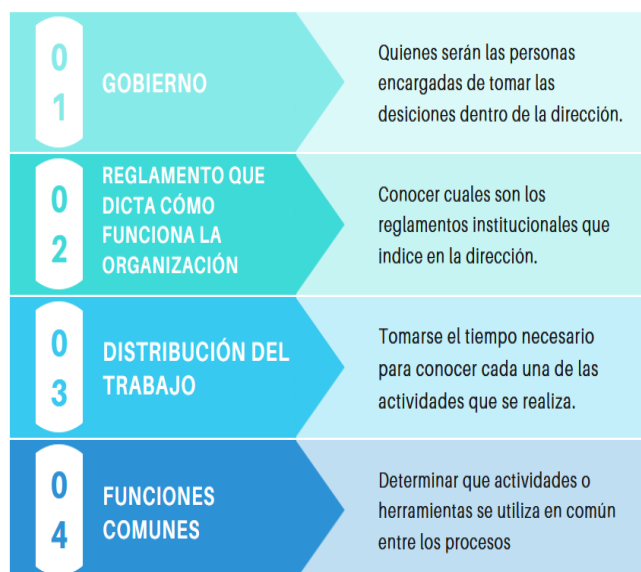 0
1
GOBIERNO
Quienes serán las personas
encargadas de tomar las
desiciones dentro de la dirección.
0
2
REGLAMENTO QUE
DICTA CÓMO
FUNCIONA LA
ORGANIZACIÓN
Conocer cuales son los
reglamentos institucionales que
indice en la dirección.
0
3
DISTRIBUCIÓN DEL
TRABAJO
Tomarse el tiempo necesario
para conocer cada una de las
actividades que se realiza.
0
4
FUNCIONES
COMUNES
Determinar que actividades o
herramientas se utiliza en común
entre los procesos